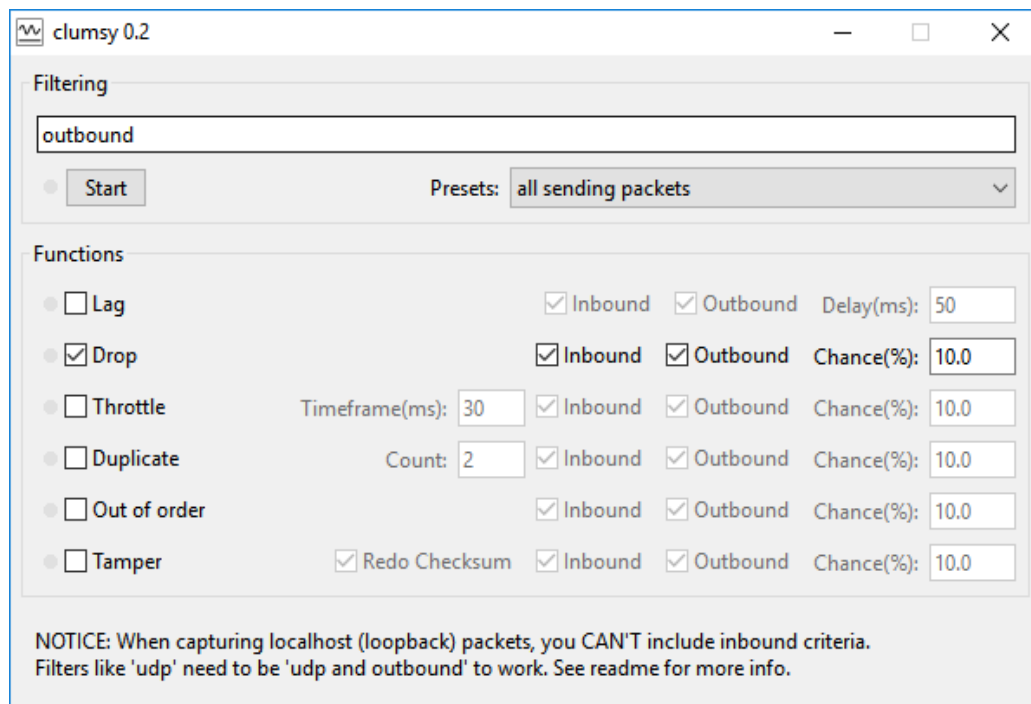 clumsy 0.2
Filtering
outbound
Start Presets: all sending packets
Functions
Lag Inbound Outbound Delay(ms): 50
Drop Inbound Outbound Chance(%): 10.0
Throttle Timeframe(ms): 30 Inbound Outbound Chance(%): 10.0
Duplicate Count: 2 Inbound Outbound Chance(%): 10.0
Out of order Inbound Outbound Chance(%): 10.0
Tamper Redo Checksum Inbound Outbound Chance(%): 10.0
NOTICE: When capturing localhost (loopback) packets, you CAN'T include inbound criteria.
Filters like 'udp' need to be 'udp and outbound' to work. See readme for more info.